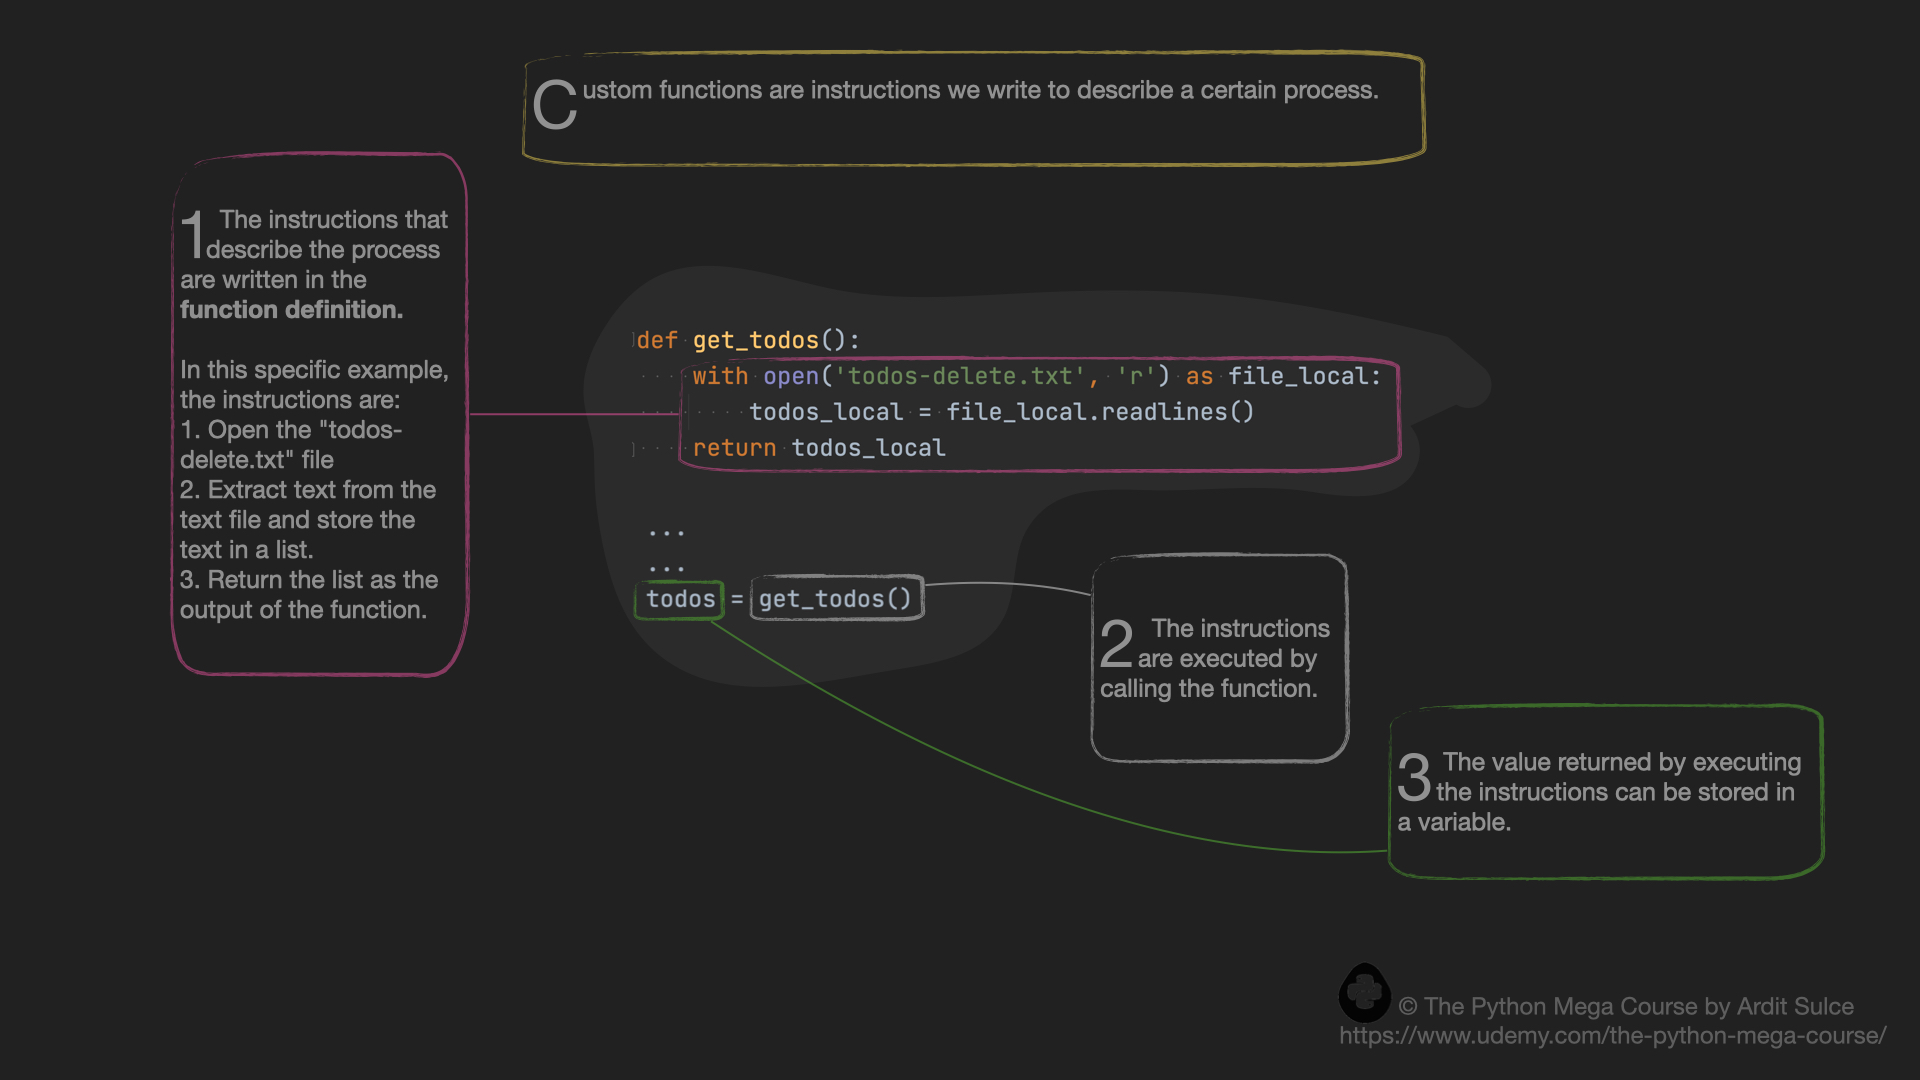 Custom functions are instructions we write to describe a certain process.
1 The instructions that
describe the process
are written in the
function definition.
In this specific example,
the instructions are:
1. Open the "todos-
delete.txt" file
2. Extract text from the
text file and store the
text in a list.
3. Return the list as the
output of the function.
def get_todos():
with open('todos-delete.txt', 'r') as file_local:
todos_local = file_local.readlines()
return todos_local
...
...
todos = get_todos()
2 The instructions
are executed by
calling the function.
3 The value returned by executing
the instructions can be stored in
a variable.
© The Python Mega Course by Ardit Sulce
https://www.udemy.com/the-python-mega-course/